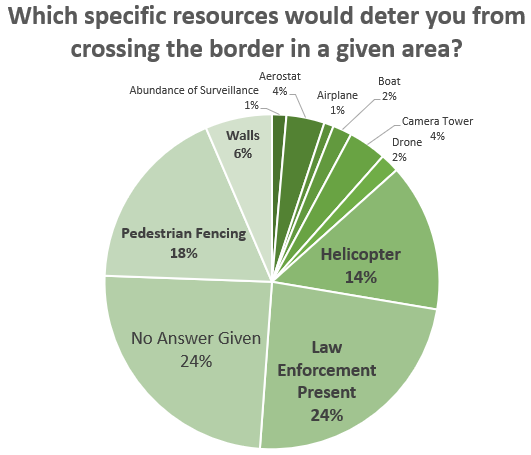 Which specific resources would deter you from
crossing the border in a given area?
Abundance of Surveillance
1%
Aerostat
4%
Airplane
1%
Boat
2%
Camera Tower
4%
Drone
2%
Helicopter
14%
Law
Enforcement
Present
24%
No Answer Given
24%
Pedestrian Fencing
18%
Walls
6%